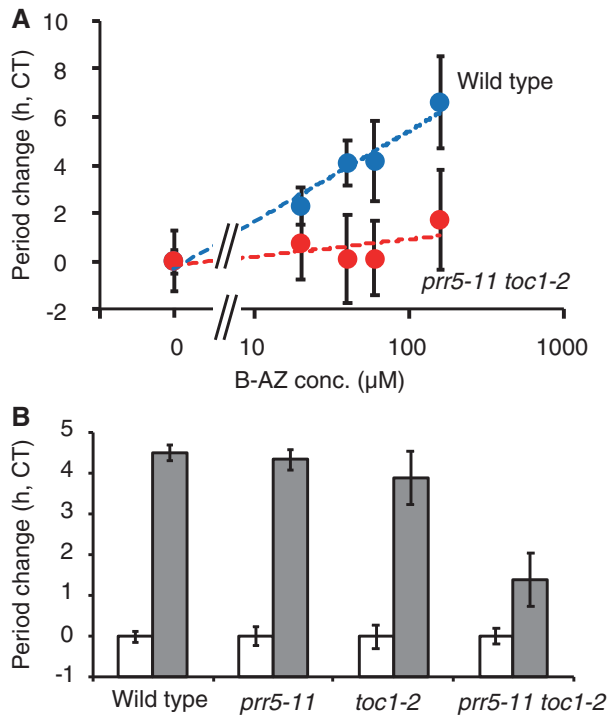 A
Period change (h, CT)
10
8
6
4
2
0
-2
Wild type
prr5-11 toc1-2
0 10 100 1000
B-AZ conc. (µM)
B
Period change (h, CT)
5
4
3
2
1
0
-1
Wild type prr5-11 toc1-2 prr5-11 toc1-2